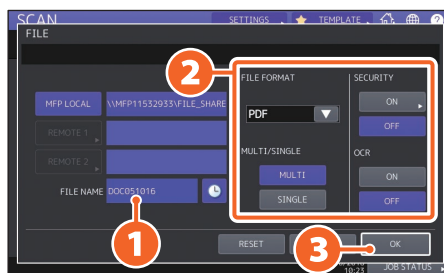 SCAN
SETTINGS
TEMPLATE
FILE
2
FILE FORMAT
SECURITY
MFP LOCAL
\\MFP11532933\FILE_SHARE
ON
PDF
REMOTE 1
OFF
MULTI/SINGLE
OCR
REMOTE 2
MULTI
ON
FILE NAME
DOC051016
SINGLE
OFF
1
3
RESET
OK
10:23
JOB STATUS